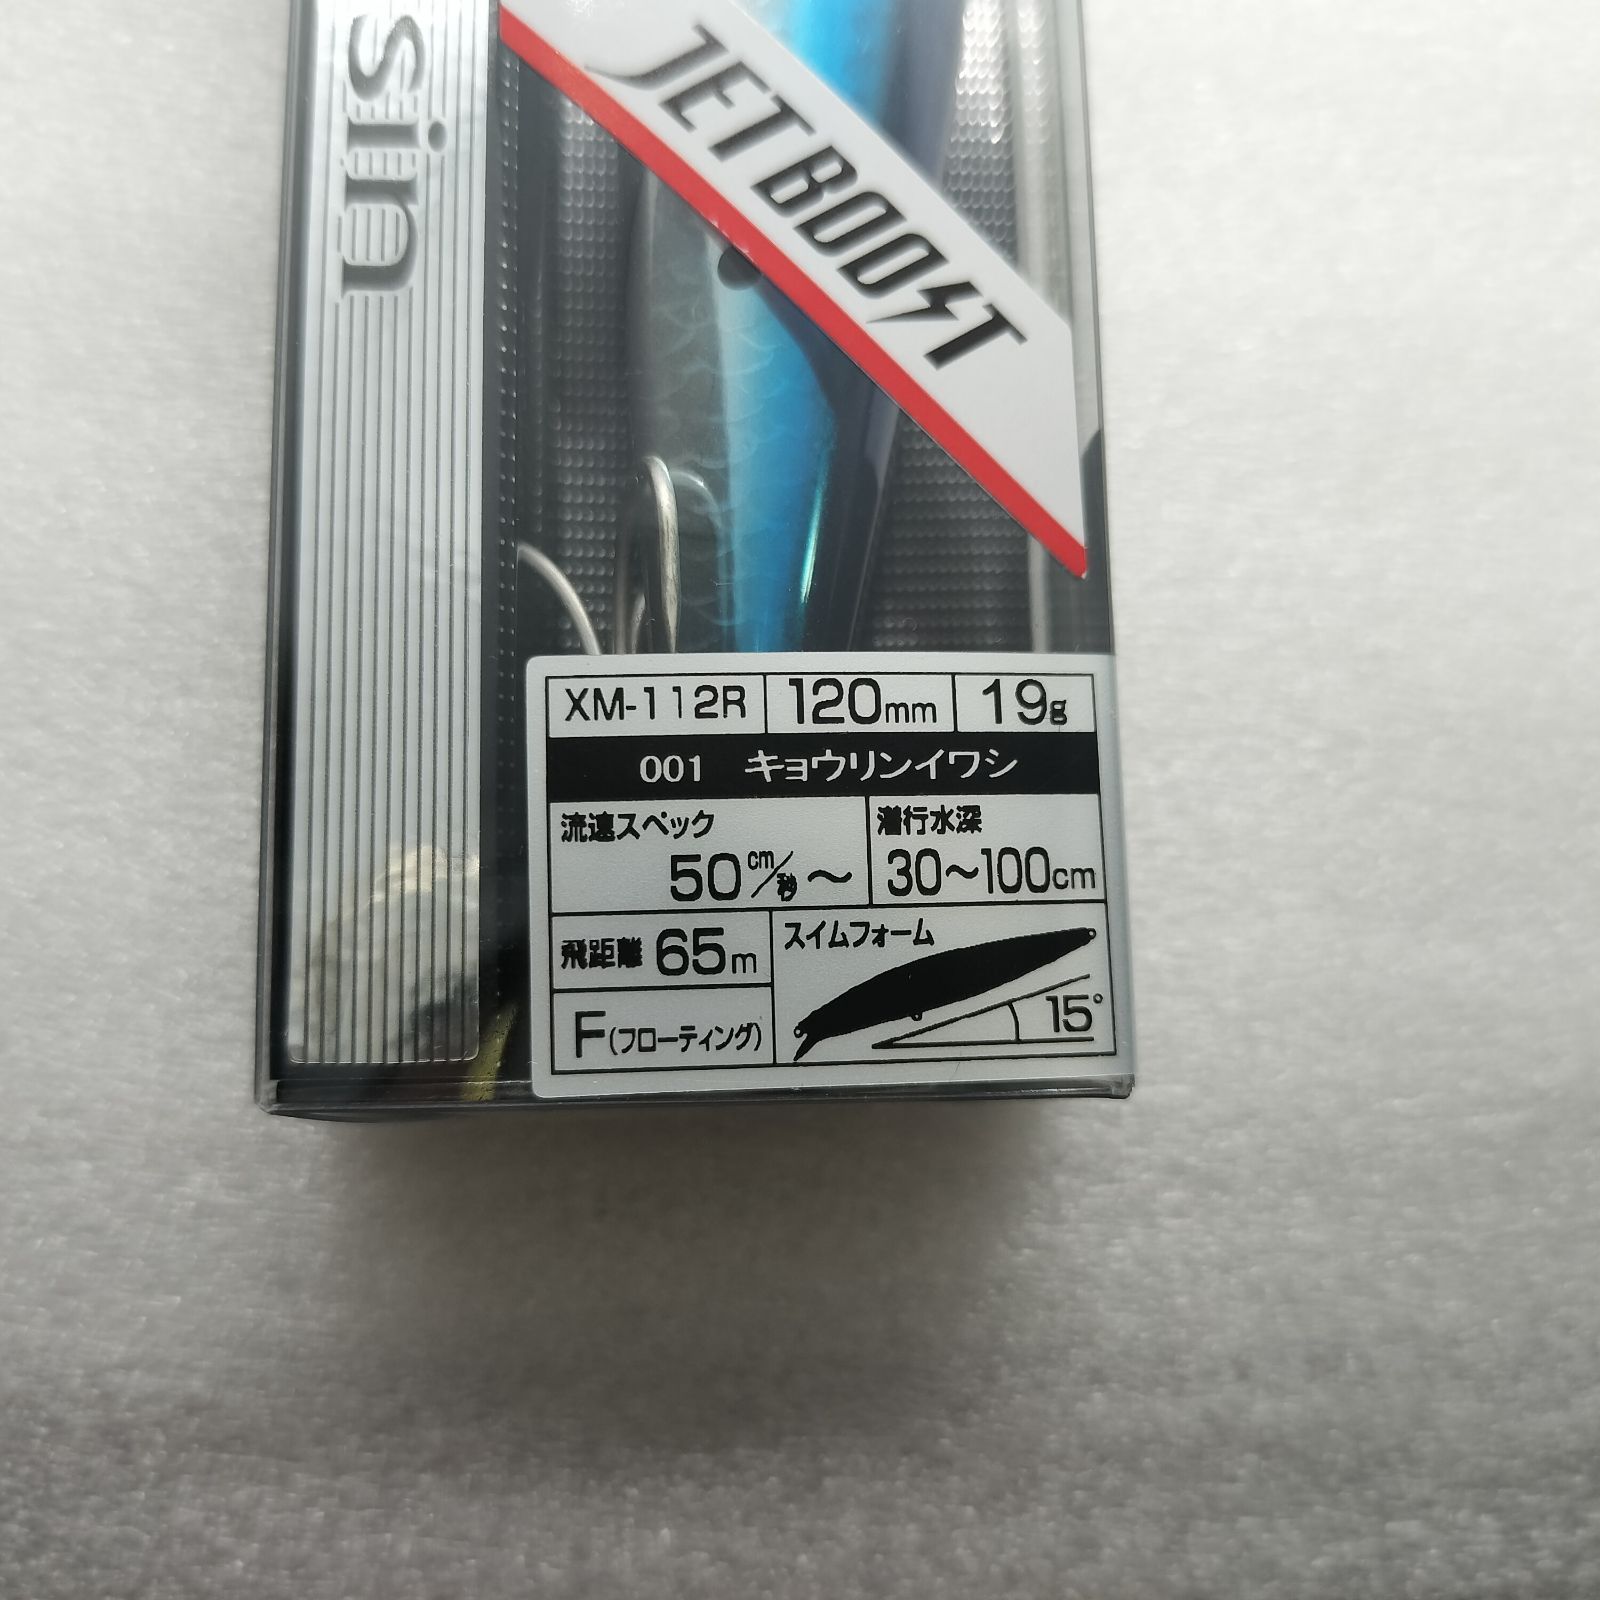 sin
JET BOOST
XM-112R 120mm 19g
001 キョウリンイワシ
流速スペック
50cm/秒～
潜行水深
30～100cm
飛距離 65m
スイムフォーム
15°
F(フローティング)